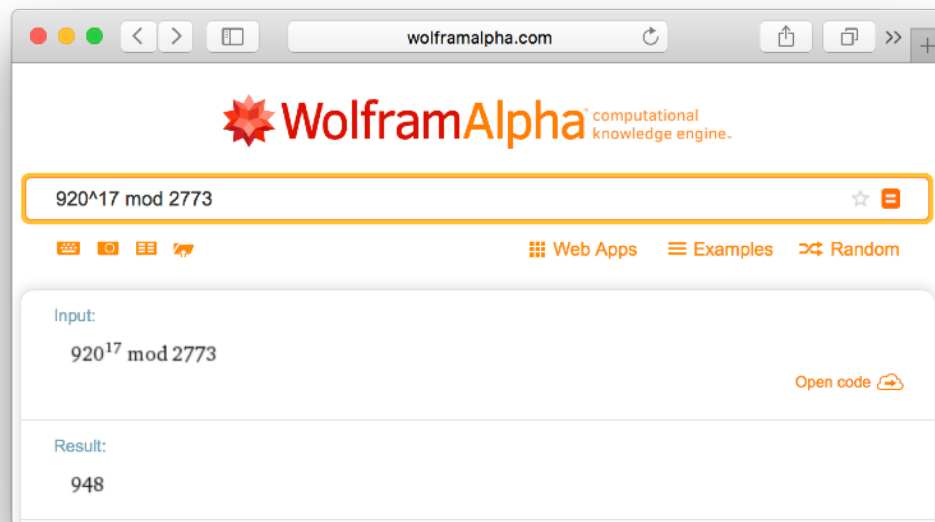 wolframalpha.com
WolframAlpha computational knowledge engine.
920^17 mod 2773
Web Apps Examples Random
Input:
920¹⁷ mod 2773
Open code
Result:
948